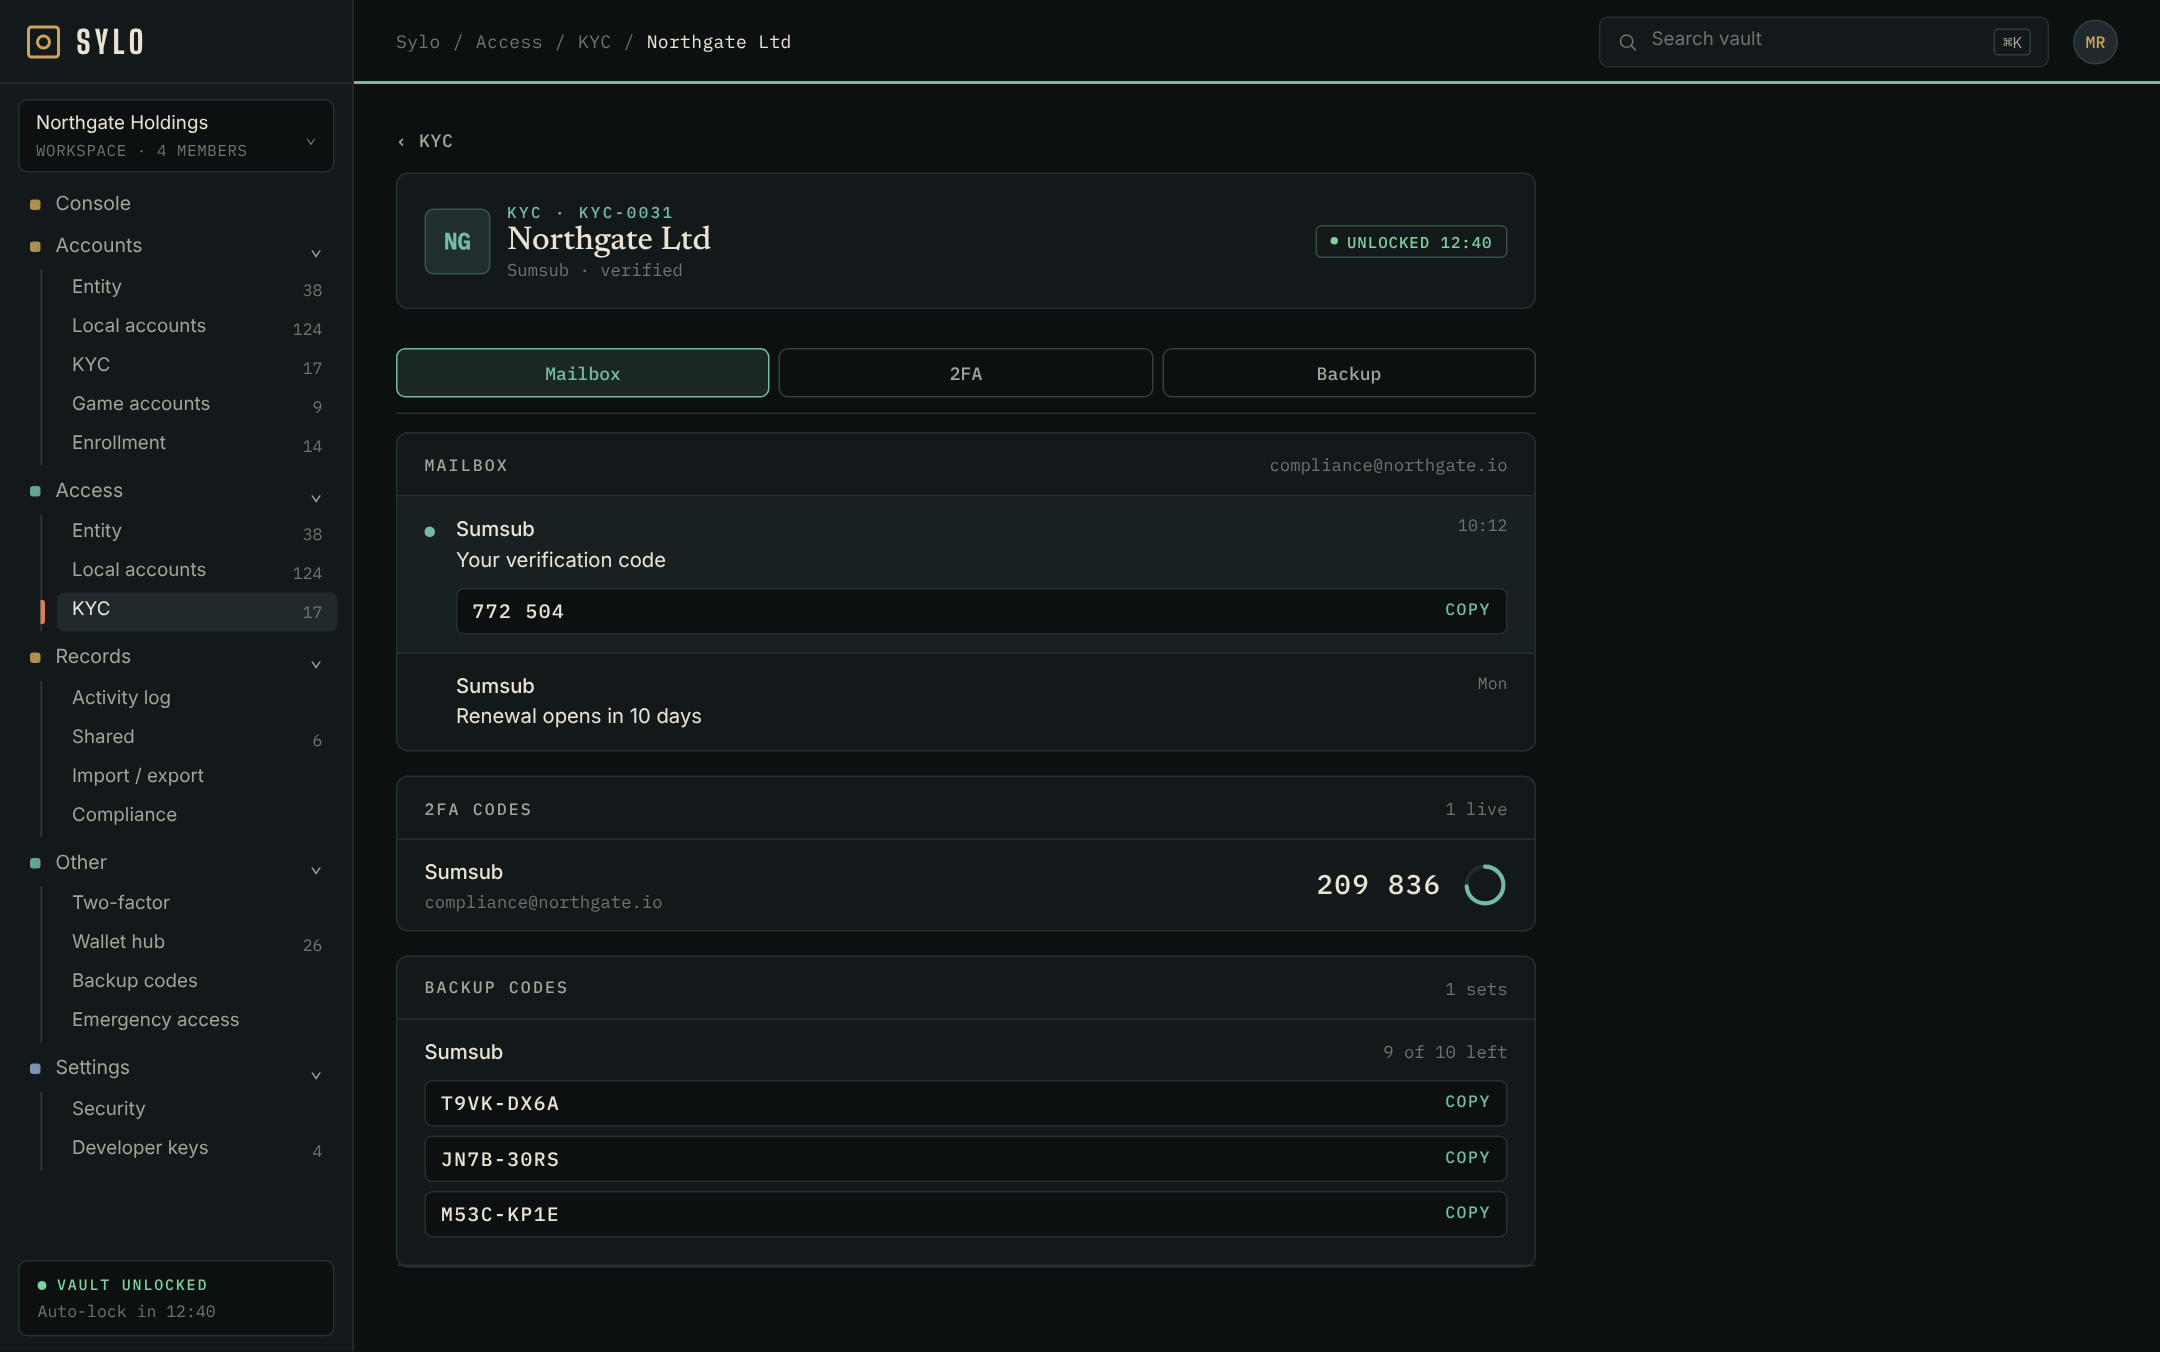 SYLO
Sylo / Access / KYC / Northgate Ltd
Search vault
⌘K
MR
Northgate Holdings
WORKSPACE · 4 MEMBERS
Console
Accounts
Entity 38
Local accounts 124
KYC 17
Game accounts 9
Enrollment 14
Access
Entity 38
Local accounts 124
KYC 17
Records
Activity log
Shared 6
Import / export
Compliance
Other
Two-factor
Wallet hub 26
Backup codes
Emergency access
Settings
Security
Developer keys 4
VAULT UNLOCKED
Auto-lock in 12:40
‹ KYC
NG
KYC · KYC-0031
Northgate Ltd
Sumsub · verified
UNLOCKED 12:40
Mailbox
2FA
Backup
MAILBOX compliance@northgate.io
Sumsub 10:12
Your verification code
772 504 COPY
Sumsub Mon
Renewal opens in 10 days
2FA CODES 1 live
Sumsub
compliance@northgate.io
209 836
BACKUP CODES 1 sets
Sumsub 9 of 10 left
T9VK-DX6A COPY
JN7B-30RS COPY
M53C-KP1E COPY